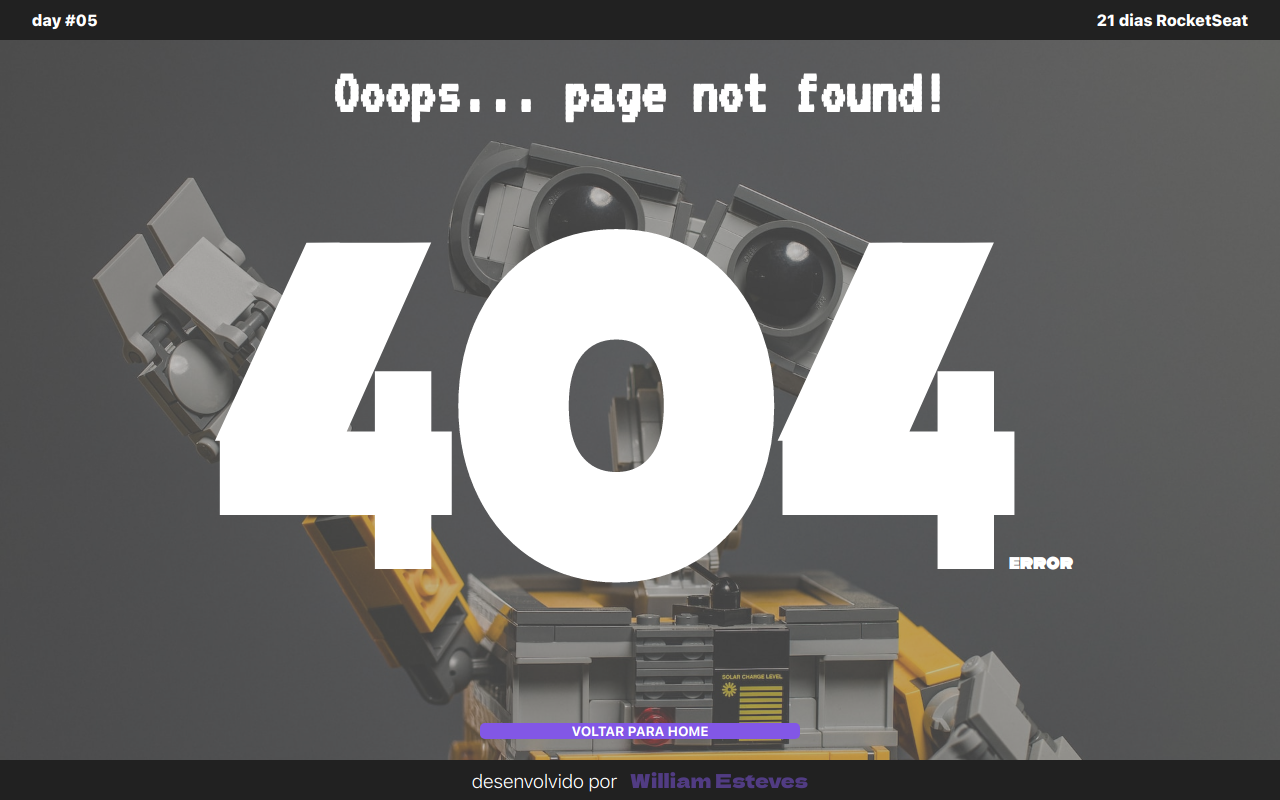 day #05
21 dias RocketSeat
Ooops... page not found!
404
ERROR
SOLAR CHARGE LEVEL
VOLTAR PARA HOME
desenvolvido por William Esteves